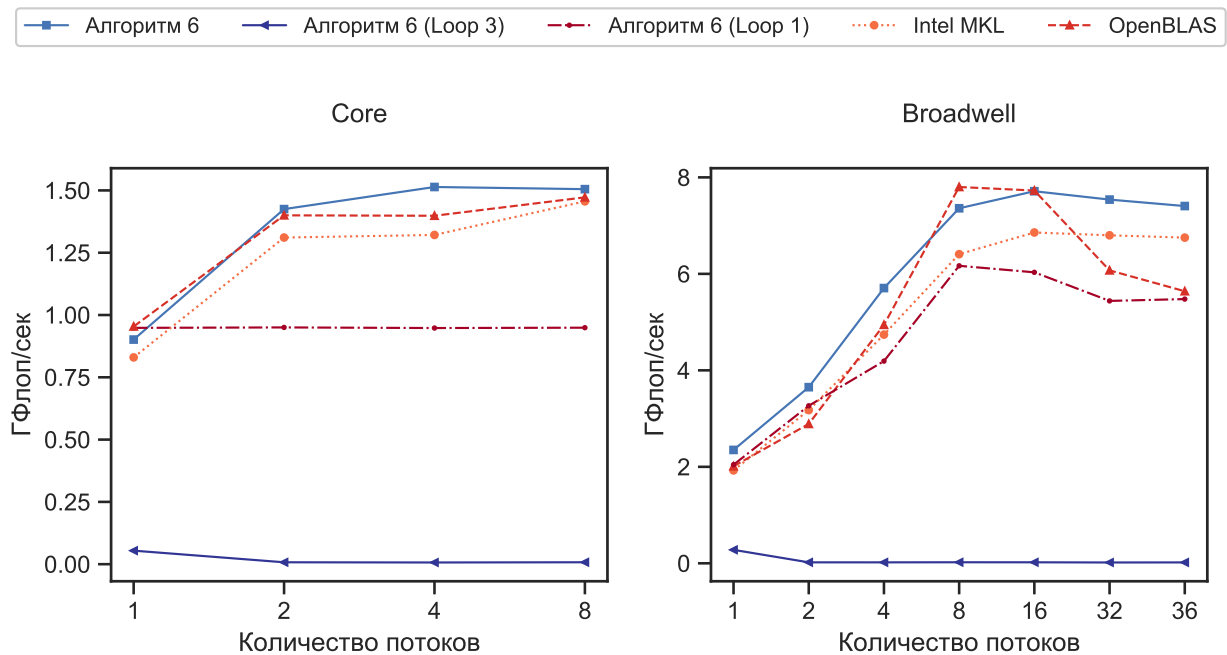 Алгоритм 6 Алгоритм 6 (Loop 3) Алгоритм 6 (Loop 1) Intel MKL OpenBLAS
Core
1.50
1.25
1.00
0.75
0.50
0.25
0.00
ГФлоп/сек
1 2 4 8
Количество потоков
Broadwell
8
6
4
2
0
ГФлоп/сек
1 2 4 8 16 32 36
Количество потоков